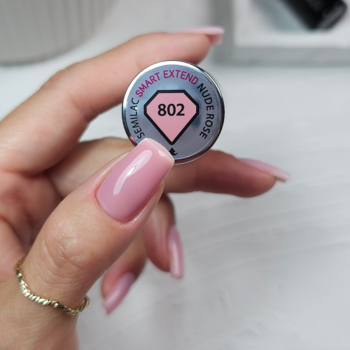 SEMILAC SMART EXTEND NUDE ROSE
802